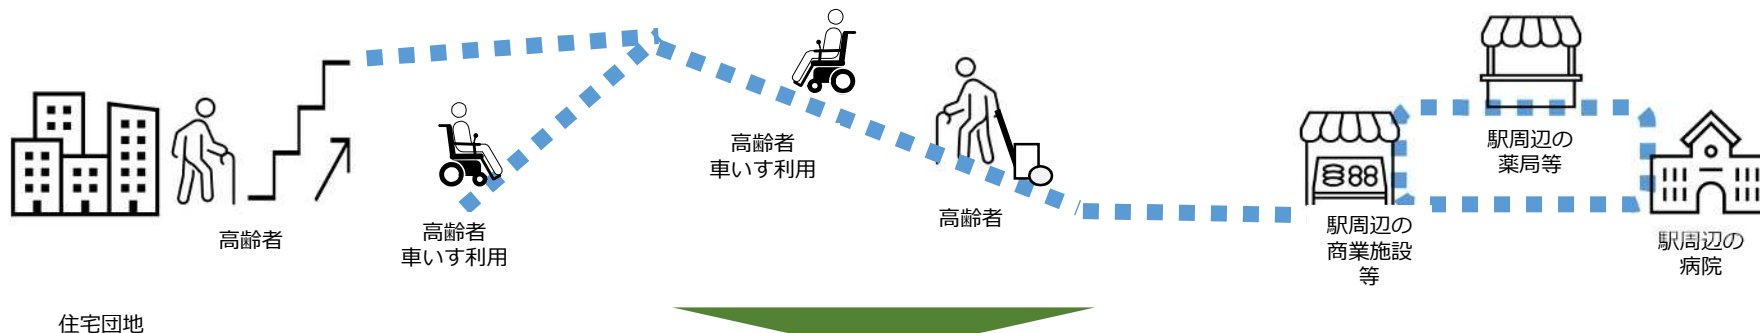 住宅団地
高齢者
高齢者
車いす利用
高齢者
車いす利用
高齢者
88
駅周辺の
商業施設
等
駅周辺の
薬局等
駅周辺の
病院